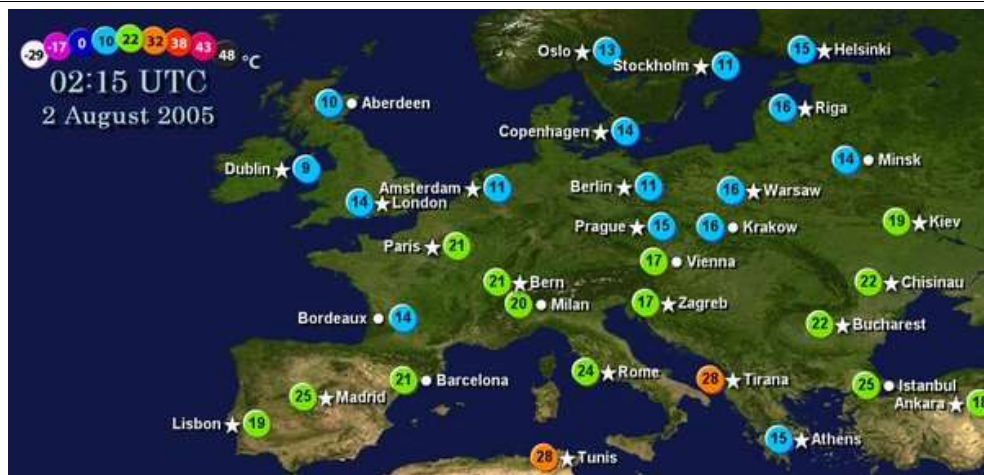 -29 -17 0 10 22 32 38 43 48 °C
02:15 UTC
2 August 2005
Oslo 13
15 Helsinki
Stockholm 11
10 Aberdeen
16 Riga
Copenhagen 14
14 Minsk
Dublin 9
Amsterdam 11
Berlin 11
16 Warsaw
14 London
19 Kiev
Prague 15
16 Krakow
Paris 21
17 Vienna
21 Bern
22 Chisinau
20 Milan
17 Zagreb
Bordeaux 14
22 Bucharest
24 Rome
28 Tirana
21 Barcelona
25 Istanbul
25 Madrid
Ankara 18
Lisbon 19
15 Athens
28 Tunis